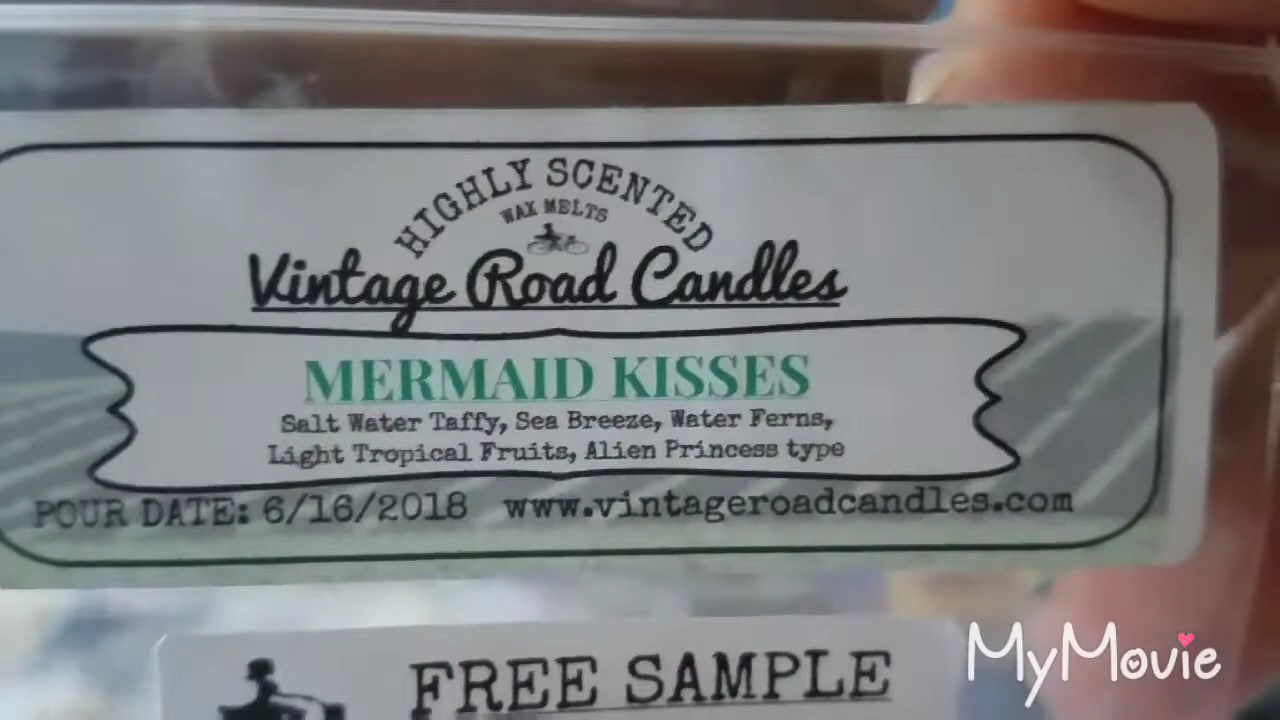 HIGHLY SCENTED
WAX MELTS
Vintage Road Candles
MERMAID KISSES
Salt Water Taffy, Sea Breeze, Water Ferns,
Light Tropical Fruits, Alien Princess type
POUR DATE: 6/16/2018 www.vintageroadcandles.com
FREE SAMPLE
MyMovie